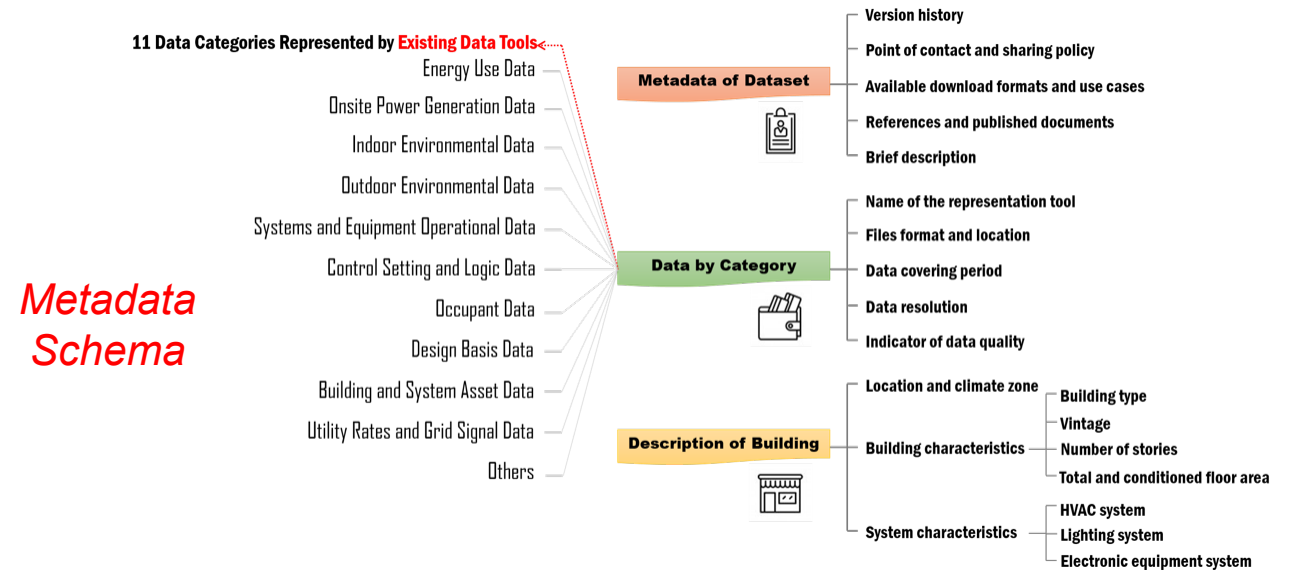 11 Data Categories Represented by Existing Data Tools
Energy Use Data
Onsite Power Generation Data
Indoor Environmental Data
Outdoor Environmental Data
Systems and Equipment Operational Data
Control Setting and Logic Data
Occupant Data
Design Basis Data
Building and System Asset Data
Utility Rates and Grid Signal Data
Others
Metadata
Schema
Metadata of Dataset
Version history
Point of contact and sharing policy
Available download formats and use cases
References and published documents
Brief description
Data by Category
Name of the representation tool
Files format and location
Data covering period
Data resolution
Indicator of data quality
Description of Building
Location and climate zone
Building characteristics
Building type
Vintage
Number of stories
Total and conditioned floor area
System characteristics
HVAC system
Lighting system
Electronic equipment system